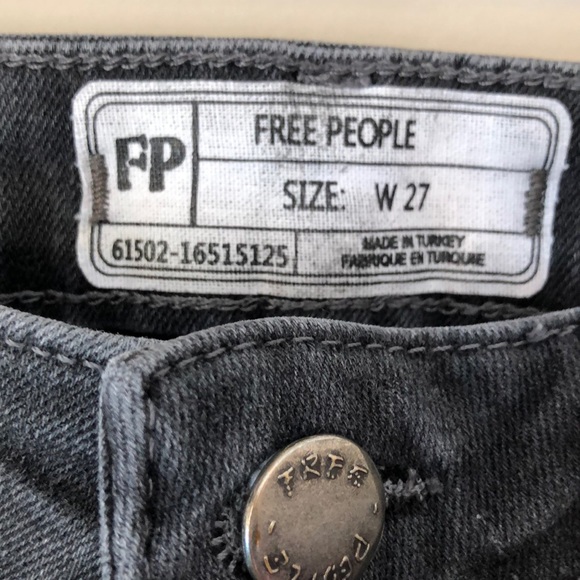 FP
FREE PEOPLE
SIZE: W 27
61502-16515125
MADE IN TURKEY
FABRIQUE EN TURQUIE
FREE
PEOPLE